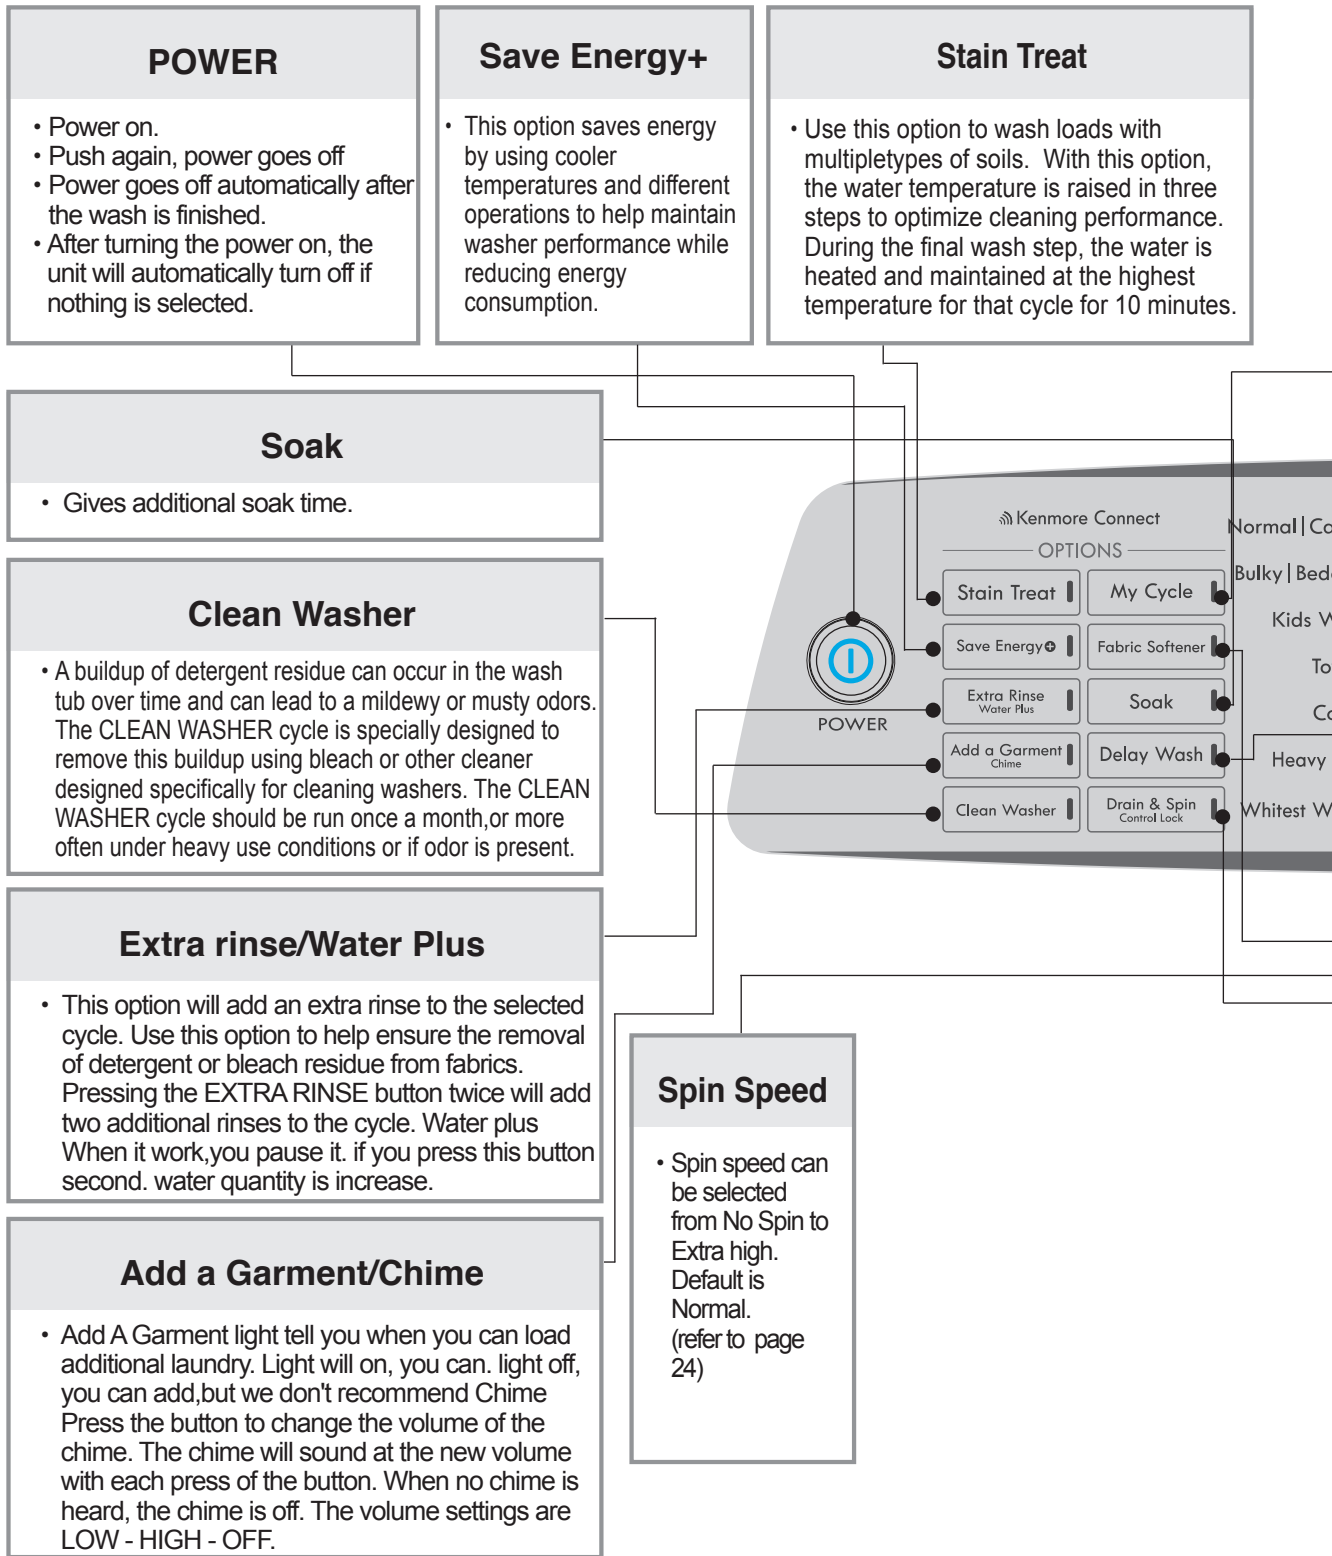 POWER
• Power on.
• Push again, power goes off
• Power goes off automatically after
the wash is finished.
• After turning the power on, the
unit will automatically turn off if
nothing is selected.
Save Energy+
• This option saves energy
by using cooler
temperatures and different
operations to help maintain
washer performance while
reducing energy
consumption.
Stain Treat
• Use this option to wash loads with
multipletypes of soils. With this option,
the water temperature is raised in three
steps to optimize cleaning performance.
During the final wash step, the water is
heated and maintained at the highest
temperature for that cycle for 10 minutes.
Soak
• Gives additional soak time.
Clean Washer
• A buildup of detergent residue can occur in the wash
tub over time and can lead to a mildewy or musty odors.
The CLEAN WASHER cycle is specially designed to
remove this buildup using bleach or other cleaner
designed specifically for cleaning washers. The CLEAN
WASHER cycle should be run once a month,or more
often under heavy use conditions or if odor is present.
Extra rinse/Water Plus
• This option will add an extra rinse to the selected
cycle. Use this option to help ensure the removal
of detergent or bleach residue from fabrics.
Pressing the EXTRA RINSE button twice will add
two additional rinses to the cycle. Water plus
When it work,you pause it. if you press this button
second. water quantity is increase.
Add a Garment/Chime
• Add A Garment light tell you when you can load
additional laundry. Light will on, you can. light off,
you can add,but we don't recommend Chime
Press the button to change the volume of the
chime. The chime will sound at the new volume
with each press of the button. When no chime is
heard, the chime is off. The volume settings are
LOW - HIGH - OFF.
Spin Speed
• Spin speed can
be selected
from No Spin to
Extra high.
Default is
Normal.
(refer to page
24)
POWER
Kenmore Connect
OPTIONS
Stain Treat
My Cycle
Save Energy+
Fabric Softener
Extra Rinse
Water Plus
Soak
Add a Garment
Chime
Delay Wash
Clean Washer
Drain & Spin
Control Lock
Normal|Ca
Bulky|Bedd
Kids W
To
Co
Heavy
Whitest W